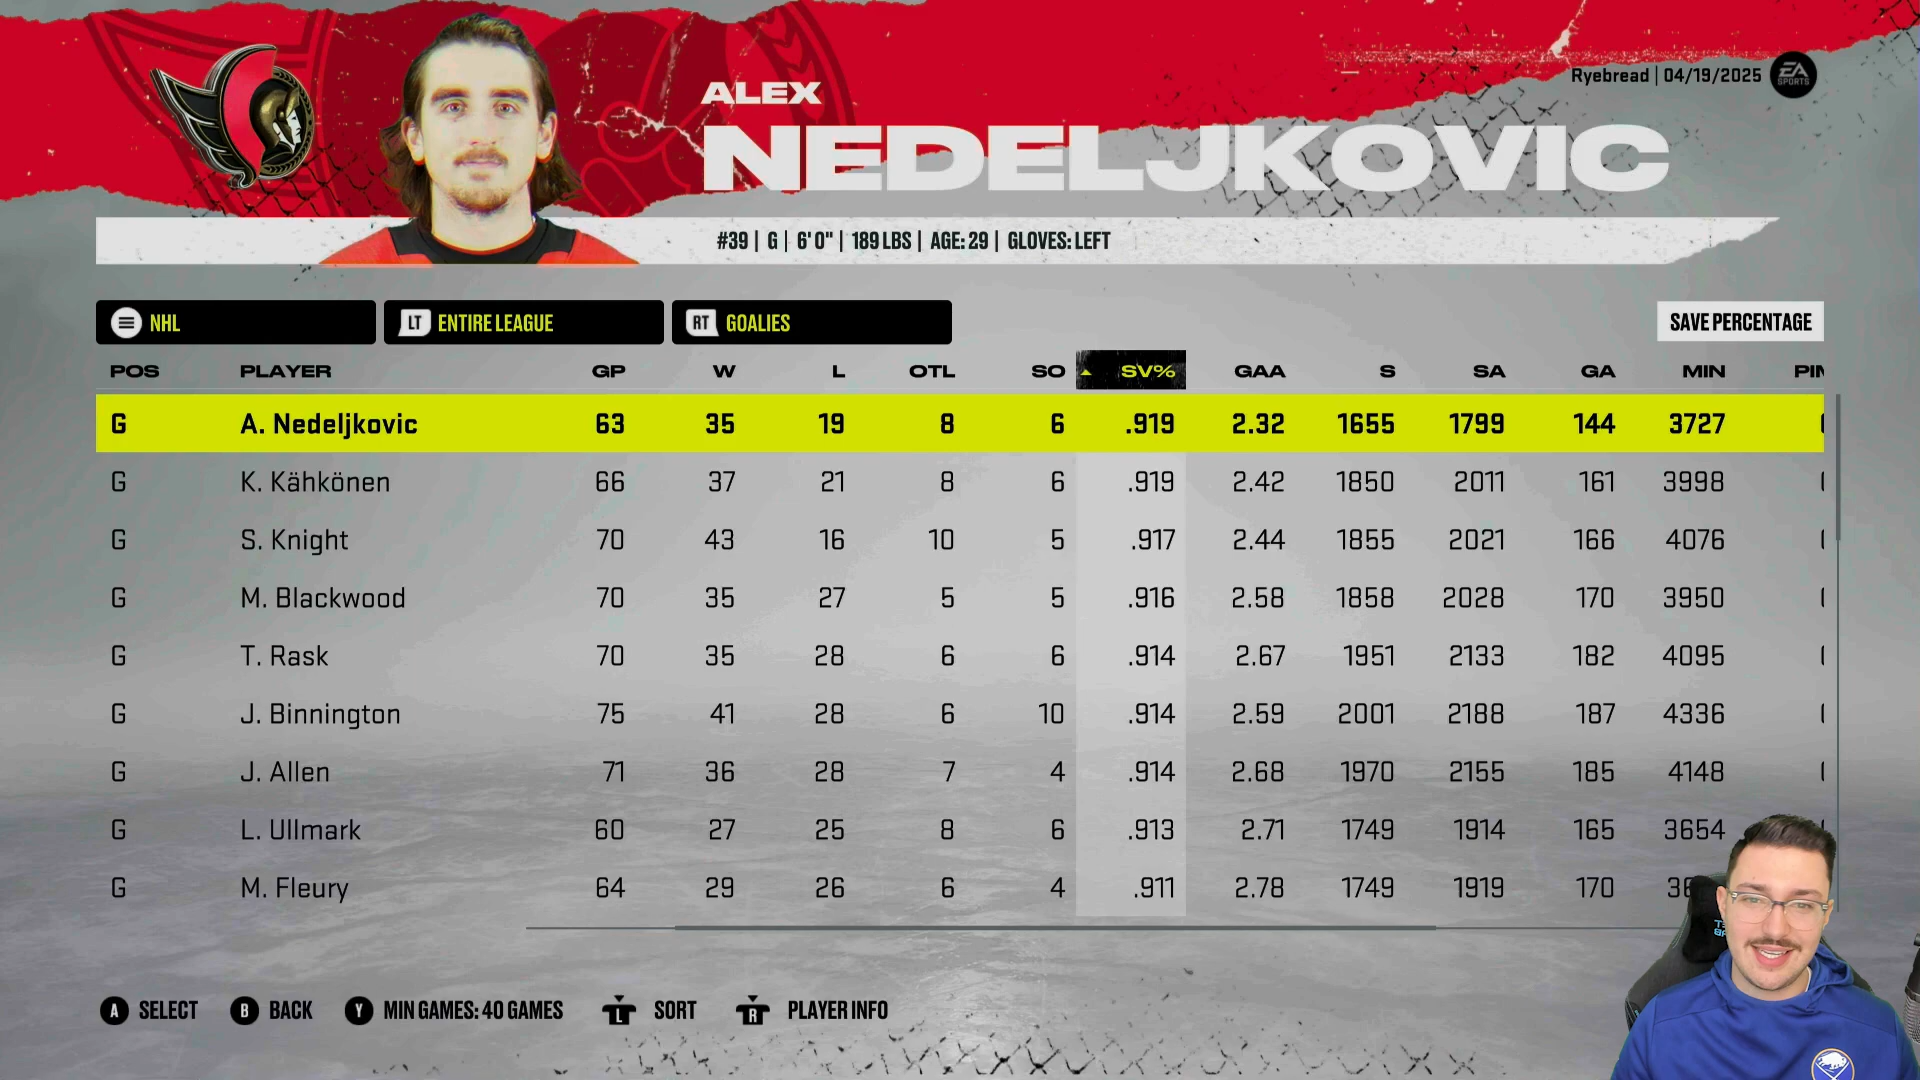 Ryebread | 04/19/2025
EA SPORTS
ALEX
NEDELJKOVIC
#39 | G | 6' 0" | 189 LBS | AGE: 29 | GLOVES: LEFT
NHL LT ENTIRE LEAGUE RT GOALIES SAVE PERCENTAGE
POS PLAYER GP W L OTL SO SV% GAA S SA GA MIN
G A. Nedeljkovic 63 35 19 8 6 .919 2.32 1655 1799 144 3727
G K. Kähkönen 66 37 21 8 6 .919 2.42 1850 2011 161 3998
G S. Knight 70 43 16 10 5 .917 2.44 1855 2021 166 4076
G M. Blackwood 70 35 27 5 5 .916 2.58 1858 2028 170 3950
G T. Rask 70 35 28 6 6 .914 2.67 1951 2133 182 4095
G J. Binnington 75 41 28 6 10 .914 2.59 2001 2188 187 4336
G J. Allen 71 36 28 7 4 .914 2.68 1970 2155 185 4148
G L. Ullmark 60 27 25 8 6 .913 2.71 1749 1914 165 3654
G M. Fleury 64 29 26 6 4 .911 2.78 1749 1919 170
A SELECT B BACK Y MIN GAMES: 40 GAMES L SORT R PLAYER INFO